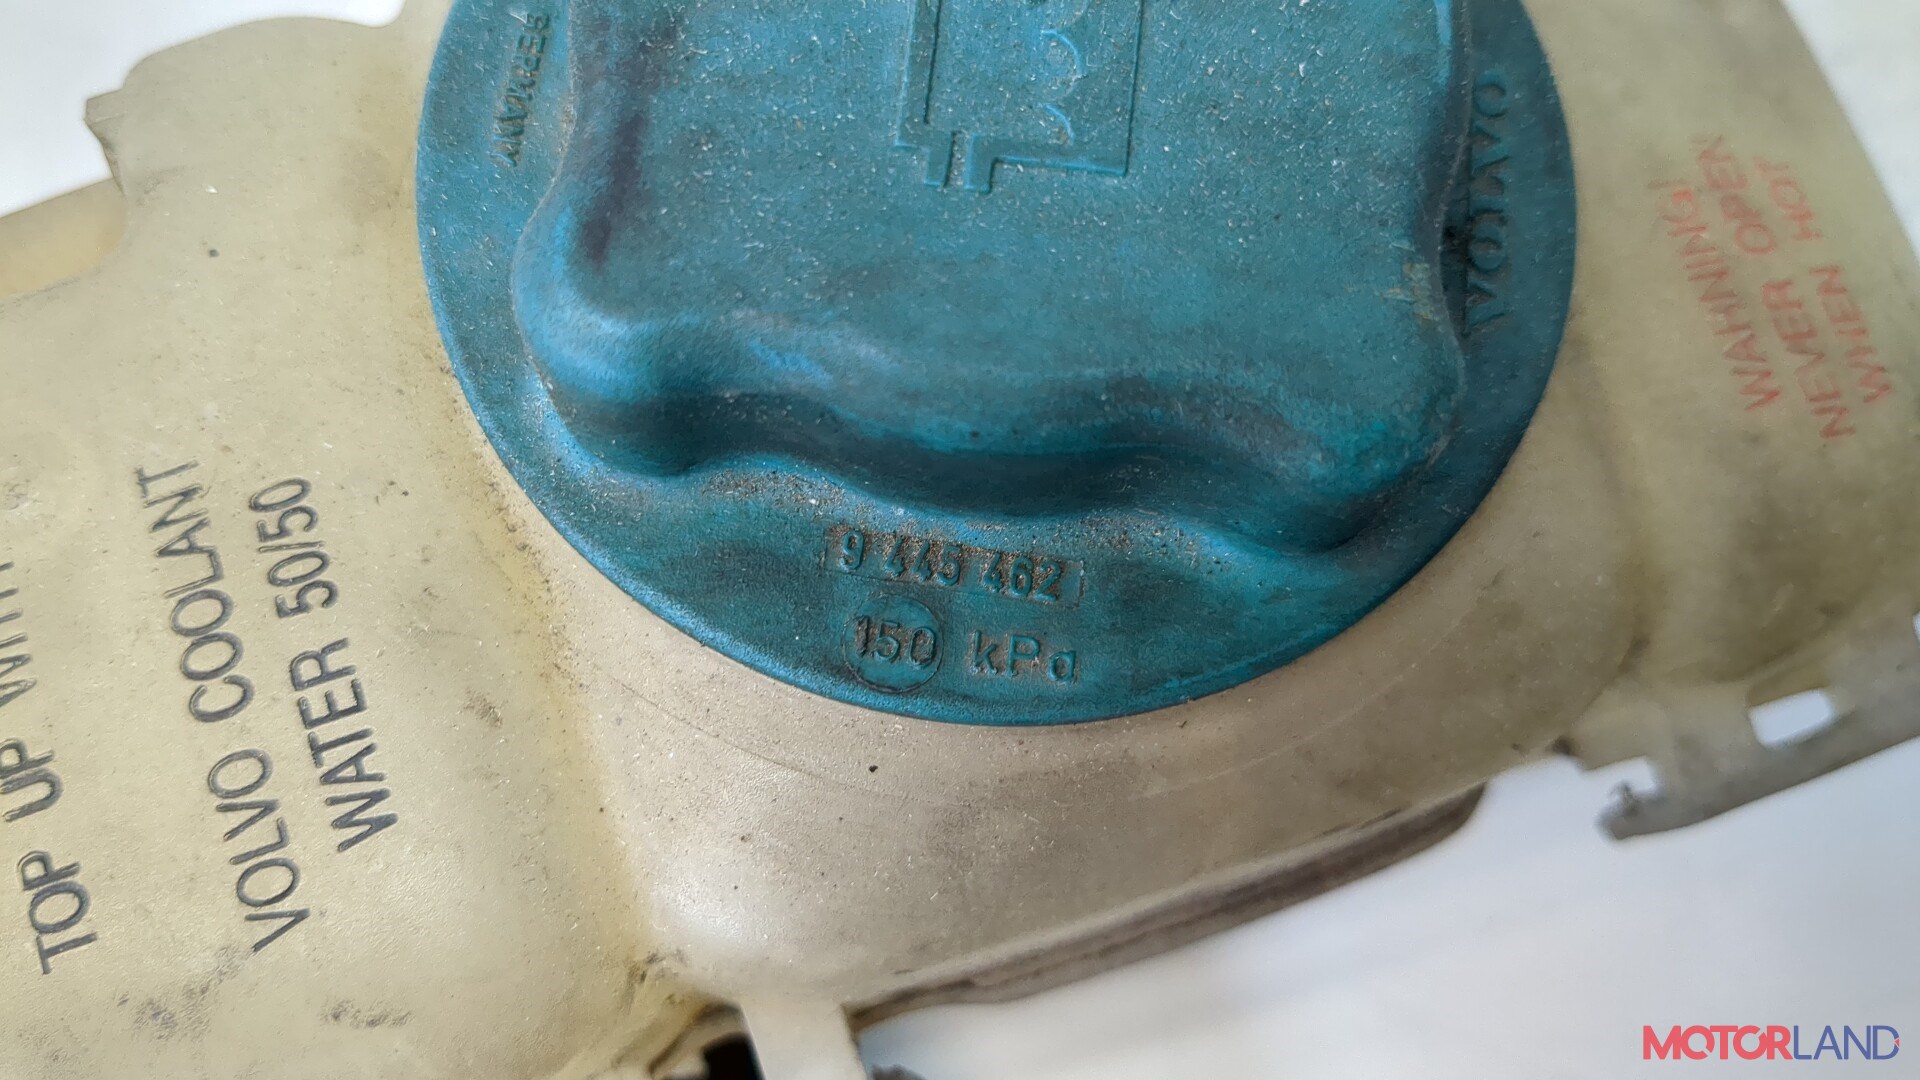 TOP UP WITH
VOLVO COOLANT
WATER 50/50
GERMANY
VOLVO
9 445 462
150 kPa
WARNING!
NEVER OPEN
WHEN HOT
MOTORLAND